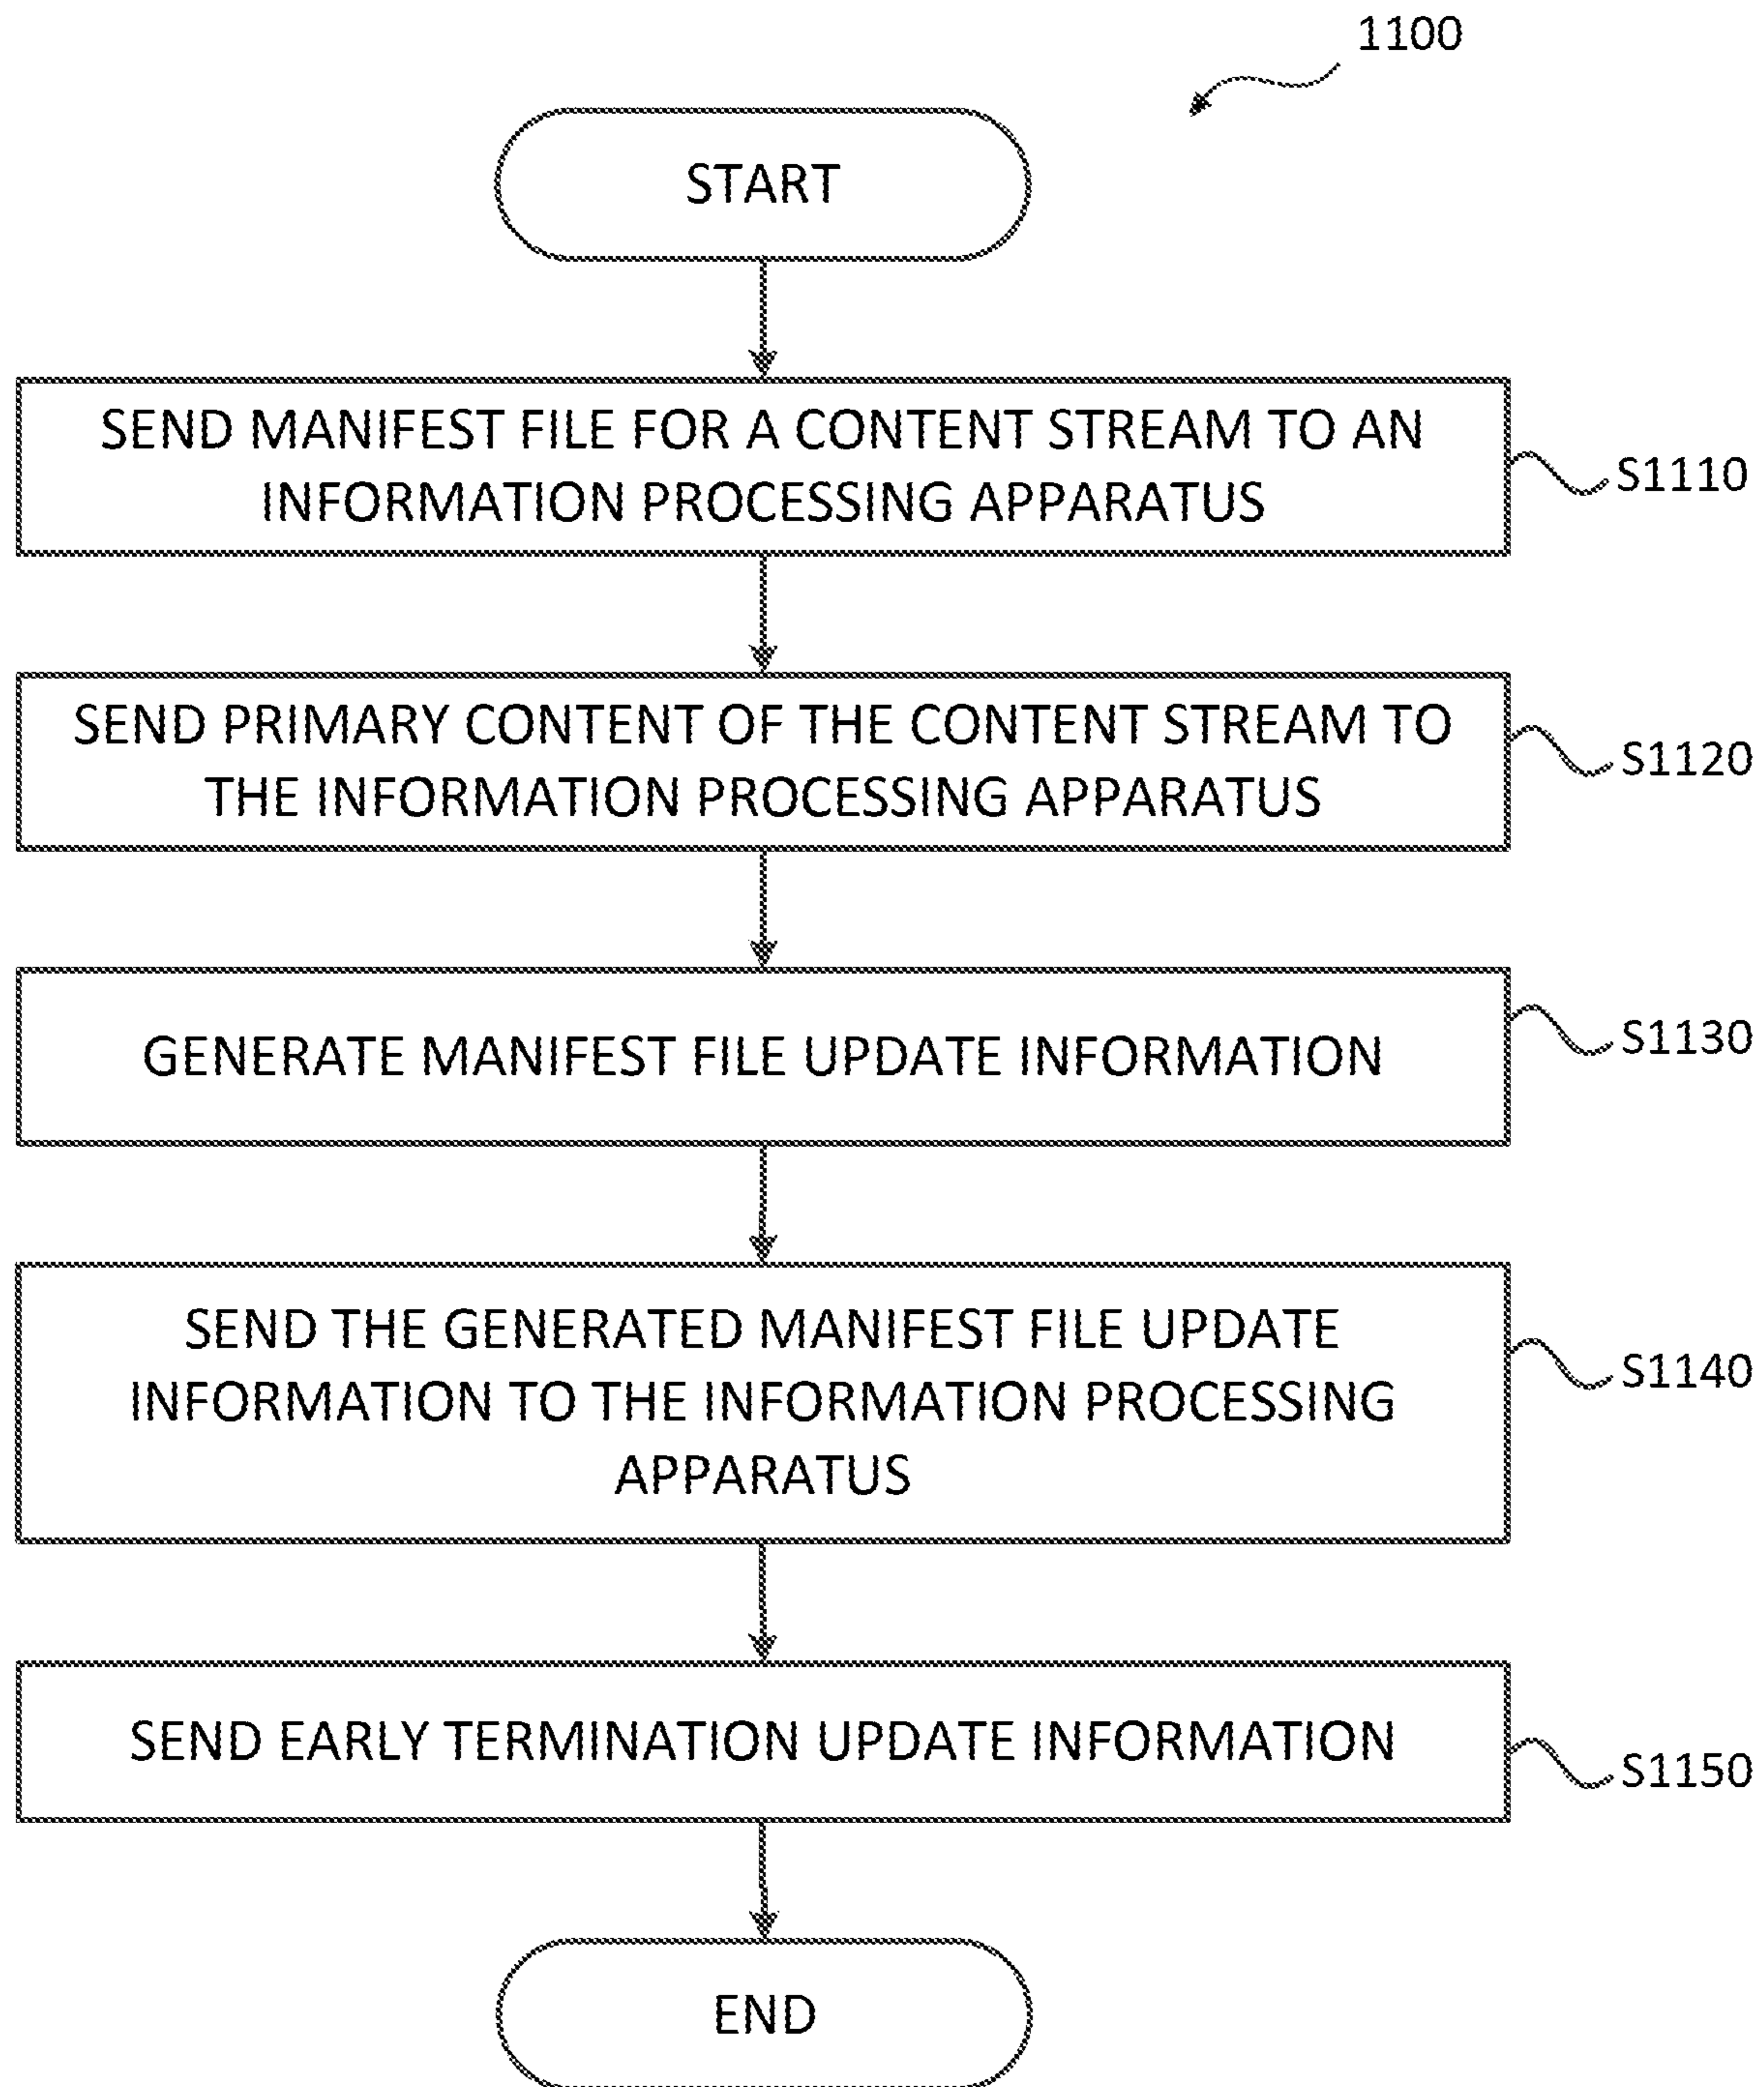 1100
START
SEND MANIFEST FILE FOR A CONTENT STREAM TO AN
INFORMATION PROCESSING APPARATUS
S1110
SEND PRIMARY CONTENT OF THE CONTENT STREAM TO
THE INFORMATION PROCESSING APPARATUS
S1120
GENERATE MANIFEST FILE UPDATE INFORMATION
S1130
SEND THE GENERATED MANIFEST FILE UPDATE
INFORMATION TO THE INFORMATION PROCESSING
APPARATUS
S1140
SEND EARLY TERMINATION UPDATE INFORMATION
S1150
END